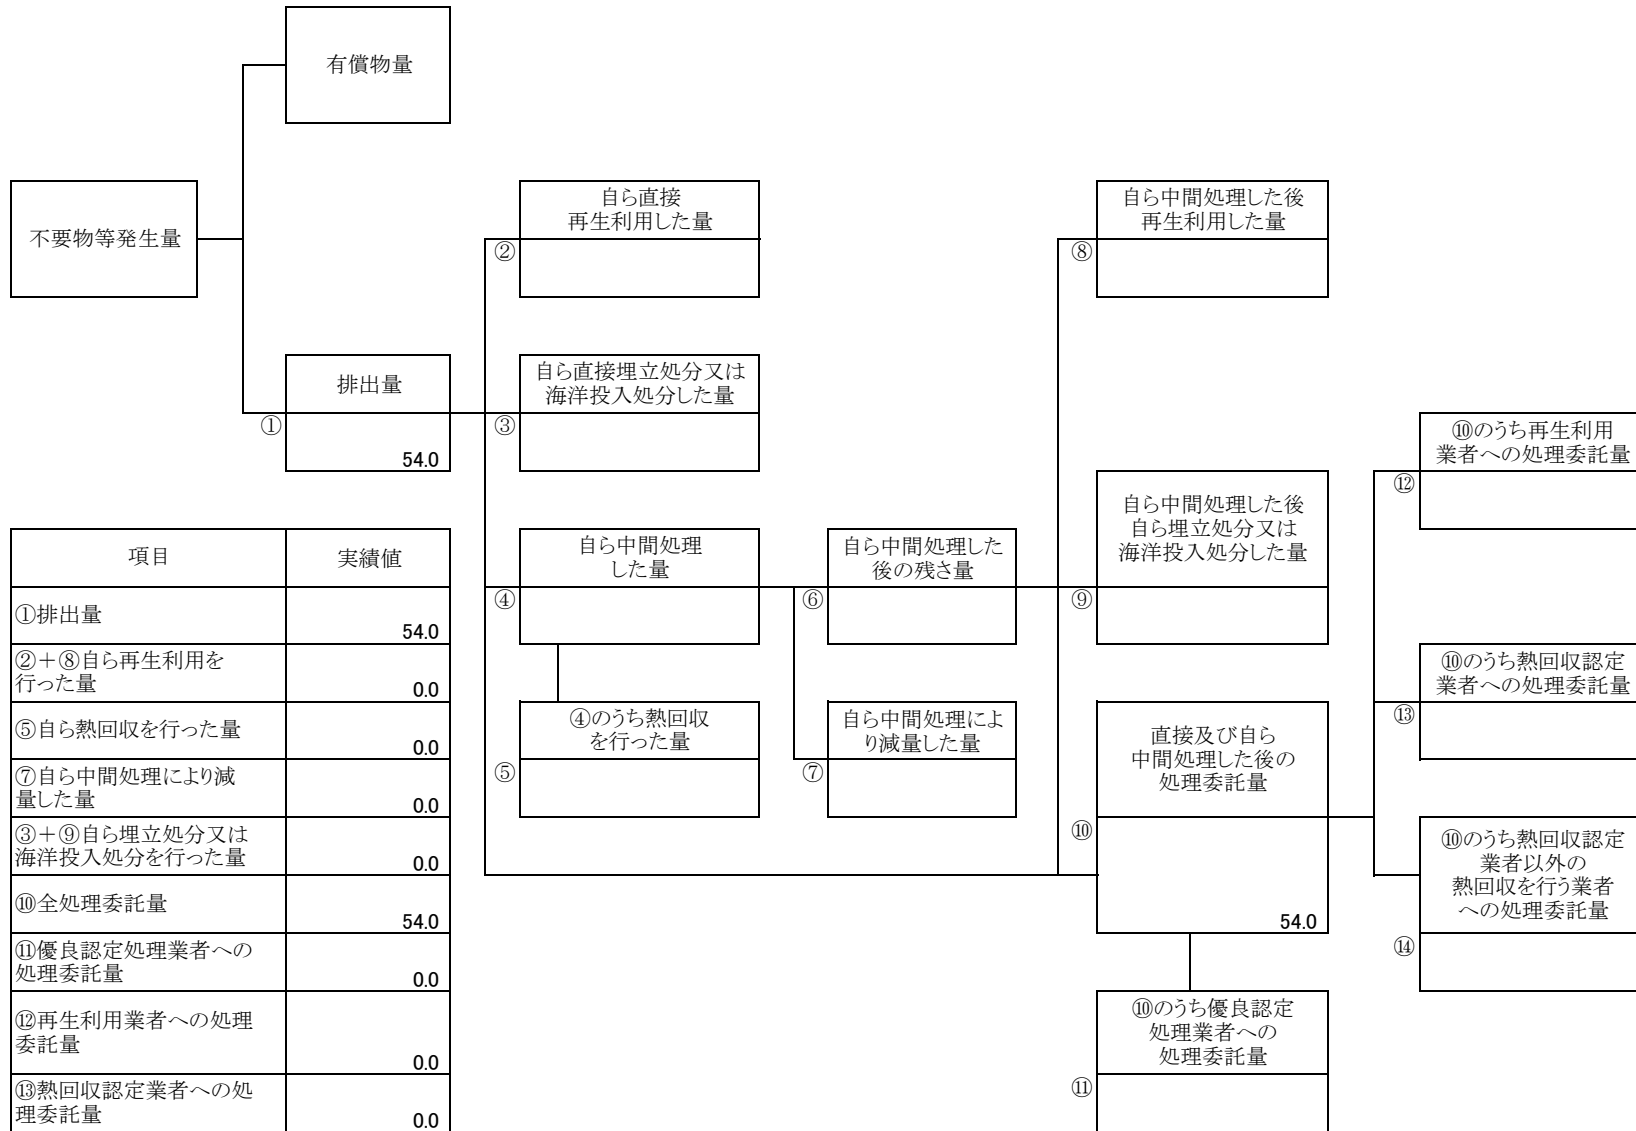 有償物量
不要物等発生量
自ら直接
再生利用した量
②
自ら中間処理した後
再生利用した量
⑧
排出量
①
54.0
自ら直接埋立処分又は
海洋投入処分した量
③
自ら中間処理した後
自ら埋立処分又は
海洋投入処分した量
⑨
⑩のうち再生利用
業者への処理委託量
⑫
自ら中間処理
した量
④
自ら中間処理した
後の残さ量
⑥
④のうち熱回収
を行った量
⑤
自ら中間処理によ
り減量した量
⑦
直接及び自ら
中間処理した後の
処理委託量
⑩
54.0
⑩のうち熱回収認定
業者への処理委託量
⑬
⑩のうち熱回収認定
業者以外の
熱回収を行う業者
への処理委託量
⑭
⑩のうち優良認定
処理業者への
処理委託量
⑪
項目 実績値
①排出量
54.0
②＋⑧自ら再生利用を
行った量
0.0
⑤自ら熱回収を行った量
0.0
⑦自ら中間処理により減
量した量
0.0
③＋⑨自ら埋立処分又は
海洋投入処分を行った量
0.0
⑩全処理委託量
54.0
⑪優良認定処理業者への
処理委託量
0.0
⑫再生利用業者への処理
委託量
0.0
⑬熱回収認定業者への処
理委託量
0.0